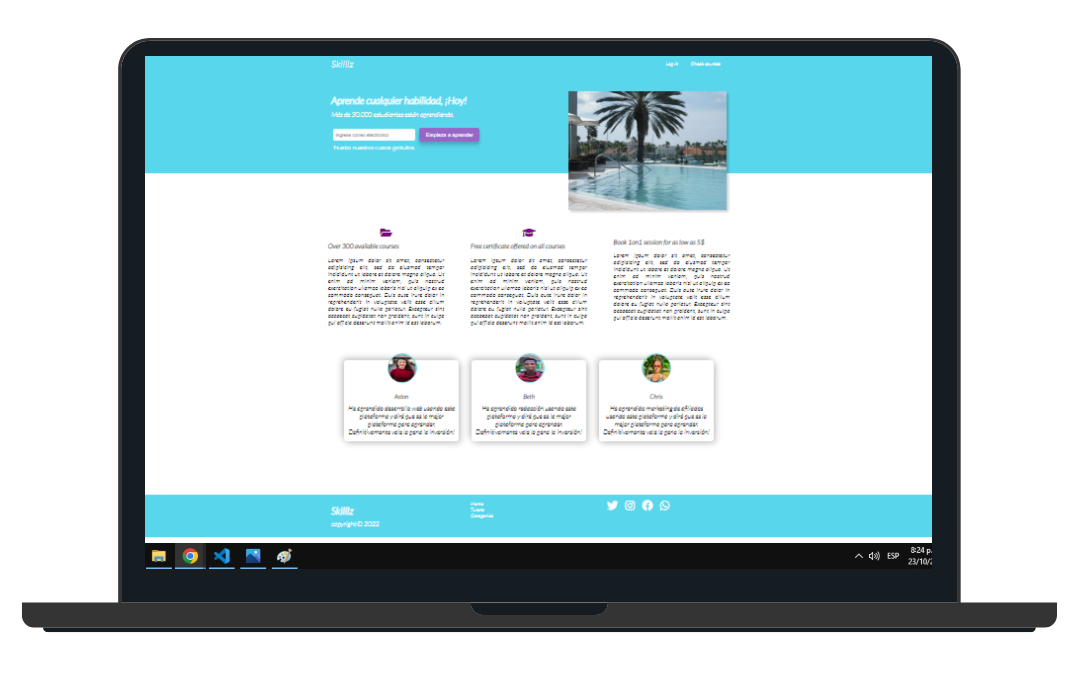 Skilllz
Log in
Aprende cualquier habilidad, ¡Hoy!
Más de 30.000 estudiantes están aprendiendo.
Ingrese correo electrónico
Empieza a aprender
Prueba nuestros cursos gratuitos.
Over 300 available courses
Lorem ipsum dolor sit amet, consectetur
adipisicing elit, sed do eiusmod tempor
incididunt ut labore et dolore magna aliqua. Ut
enim ad minim veniam, quis nostrud
exercitation ullamco laboris nisi ut aliquip ex ea
commodo consequat. Duis aute irure dolor in
reprehenderit in voluptate velit esse cillum
dolore eu fugiat nulla pariatur. Excepteur sint
occaecat cupidatat non proident, sunt in culpa
qui officia deserunt mollit anim id est laborum.
Free certificate offered on all courses
Lorem ipsum dolor sit amet, consectetur
adipisicing elit, sed do eiusmod tempor
incididunt ut labore et dolore magna aliqua. Ut
enim ad minim veniam, quis nostrud
exercitation ullamco laboris nisi ut aliquip ex ea
commodo consequat. Duis aute irure dolor in
reprehenderit in voluptate velit esse cillum
dolore eu fugiat nulla pariatur. Excepteur sint
occaecat cupidatat non proident, sunt in culpa
qui officia deserunt mollit anim id est laborum.
Book 1on1 session for as low as 5$
Lorem ipsum dolor sit amet, consectetur
adipisicing elit, sed do eiusmod tempor
incididunt ut labore et dolore magna aliqua. Ut
enim ad minim veniam, quis nostrud
exercitation ullamco laboris nisi ut aliquip ex ea
commodo consequat. Duis aute irure dolor in
reprehenderit in voluptate velit esse cillum
dolore eu fugiat nulla pariatur. Excepteur sint
occaecat cupidatat non proident, sunt in culpa
qui officia deserunt mollit anim id est laborum.
Aston
Ha aprendido desarrollo web usando esta
plataforma y diré que es la mejor
plataforma para aprender.
Definitivamente vale la pena la inversión!
Beth
Ha aprendido redacción usando esta
plataforma y diré que es la mejor
plataforma para aprender.
Definitivamente vale la pena la inversión!
Chris
Ha aprendido marketing de afiliados
usando esta plataforma y diré que es la
mejor plataforma para aprender.
Definitivamente vale la pena la inversión!
Skilllz
copyright © 2022
Home
Tutors
Categories
ESP
8:24 p.
23/10/